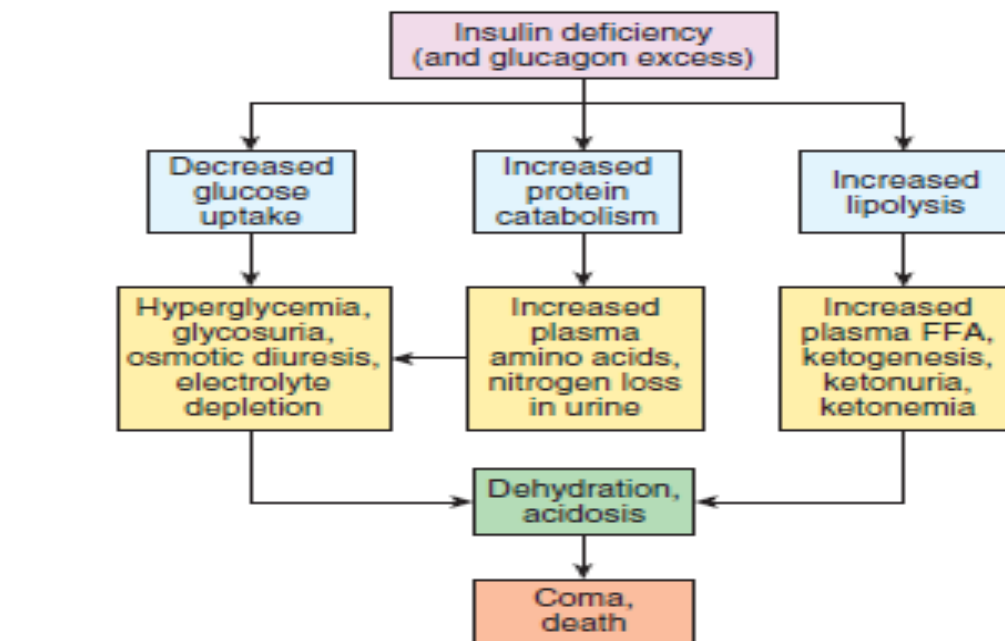 Insulin deficiency
(and glucagon excess)
Decreased
glucose
uptake
Increased
protein
catabolism
Increased
lipolysis
Hyperglycemia,
glycosuria,
osmotic diuresis,
electrolyte
depletion
Increased
plasma
amino acids,
nitrogen loss
in urine
Increased
plasma FFA,
ketogenesis,
ketonuria,
ketonemia
Dehydration,
acidosis
Coma,
death